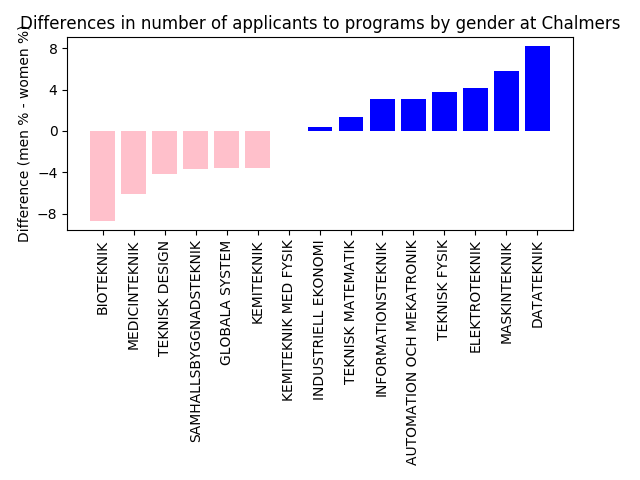 Differences in number of applicants to programs by gender at Chalmers
Difference (men % - women %)
8
4
0
−4
−8
BIOTEKNIK
MEDICINTEKNIK
TEKNISK DESIGN
SAMHALLSBYGGNADSTEKNIK
GLOBALA SYSTEM
KEMITEKNIK
KEMITEKNIK MED FYSIK
INDUSTRIELL EKONOMI
TEKNISK MATEMATIK
INFORMATIONSTEKNIK
AUTOMATION OCH MEKATRONIK
TEKNISK FYSIK
ELEKTROTEKNIK
MASKINTEKNIK
DATATEKNIK